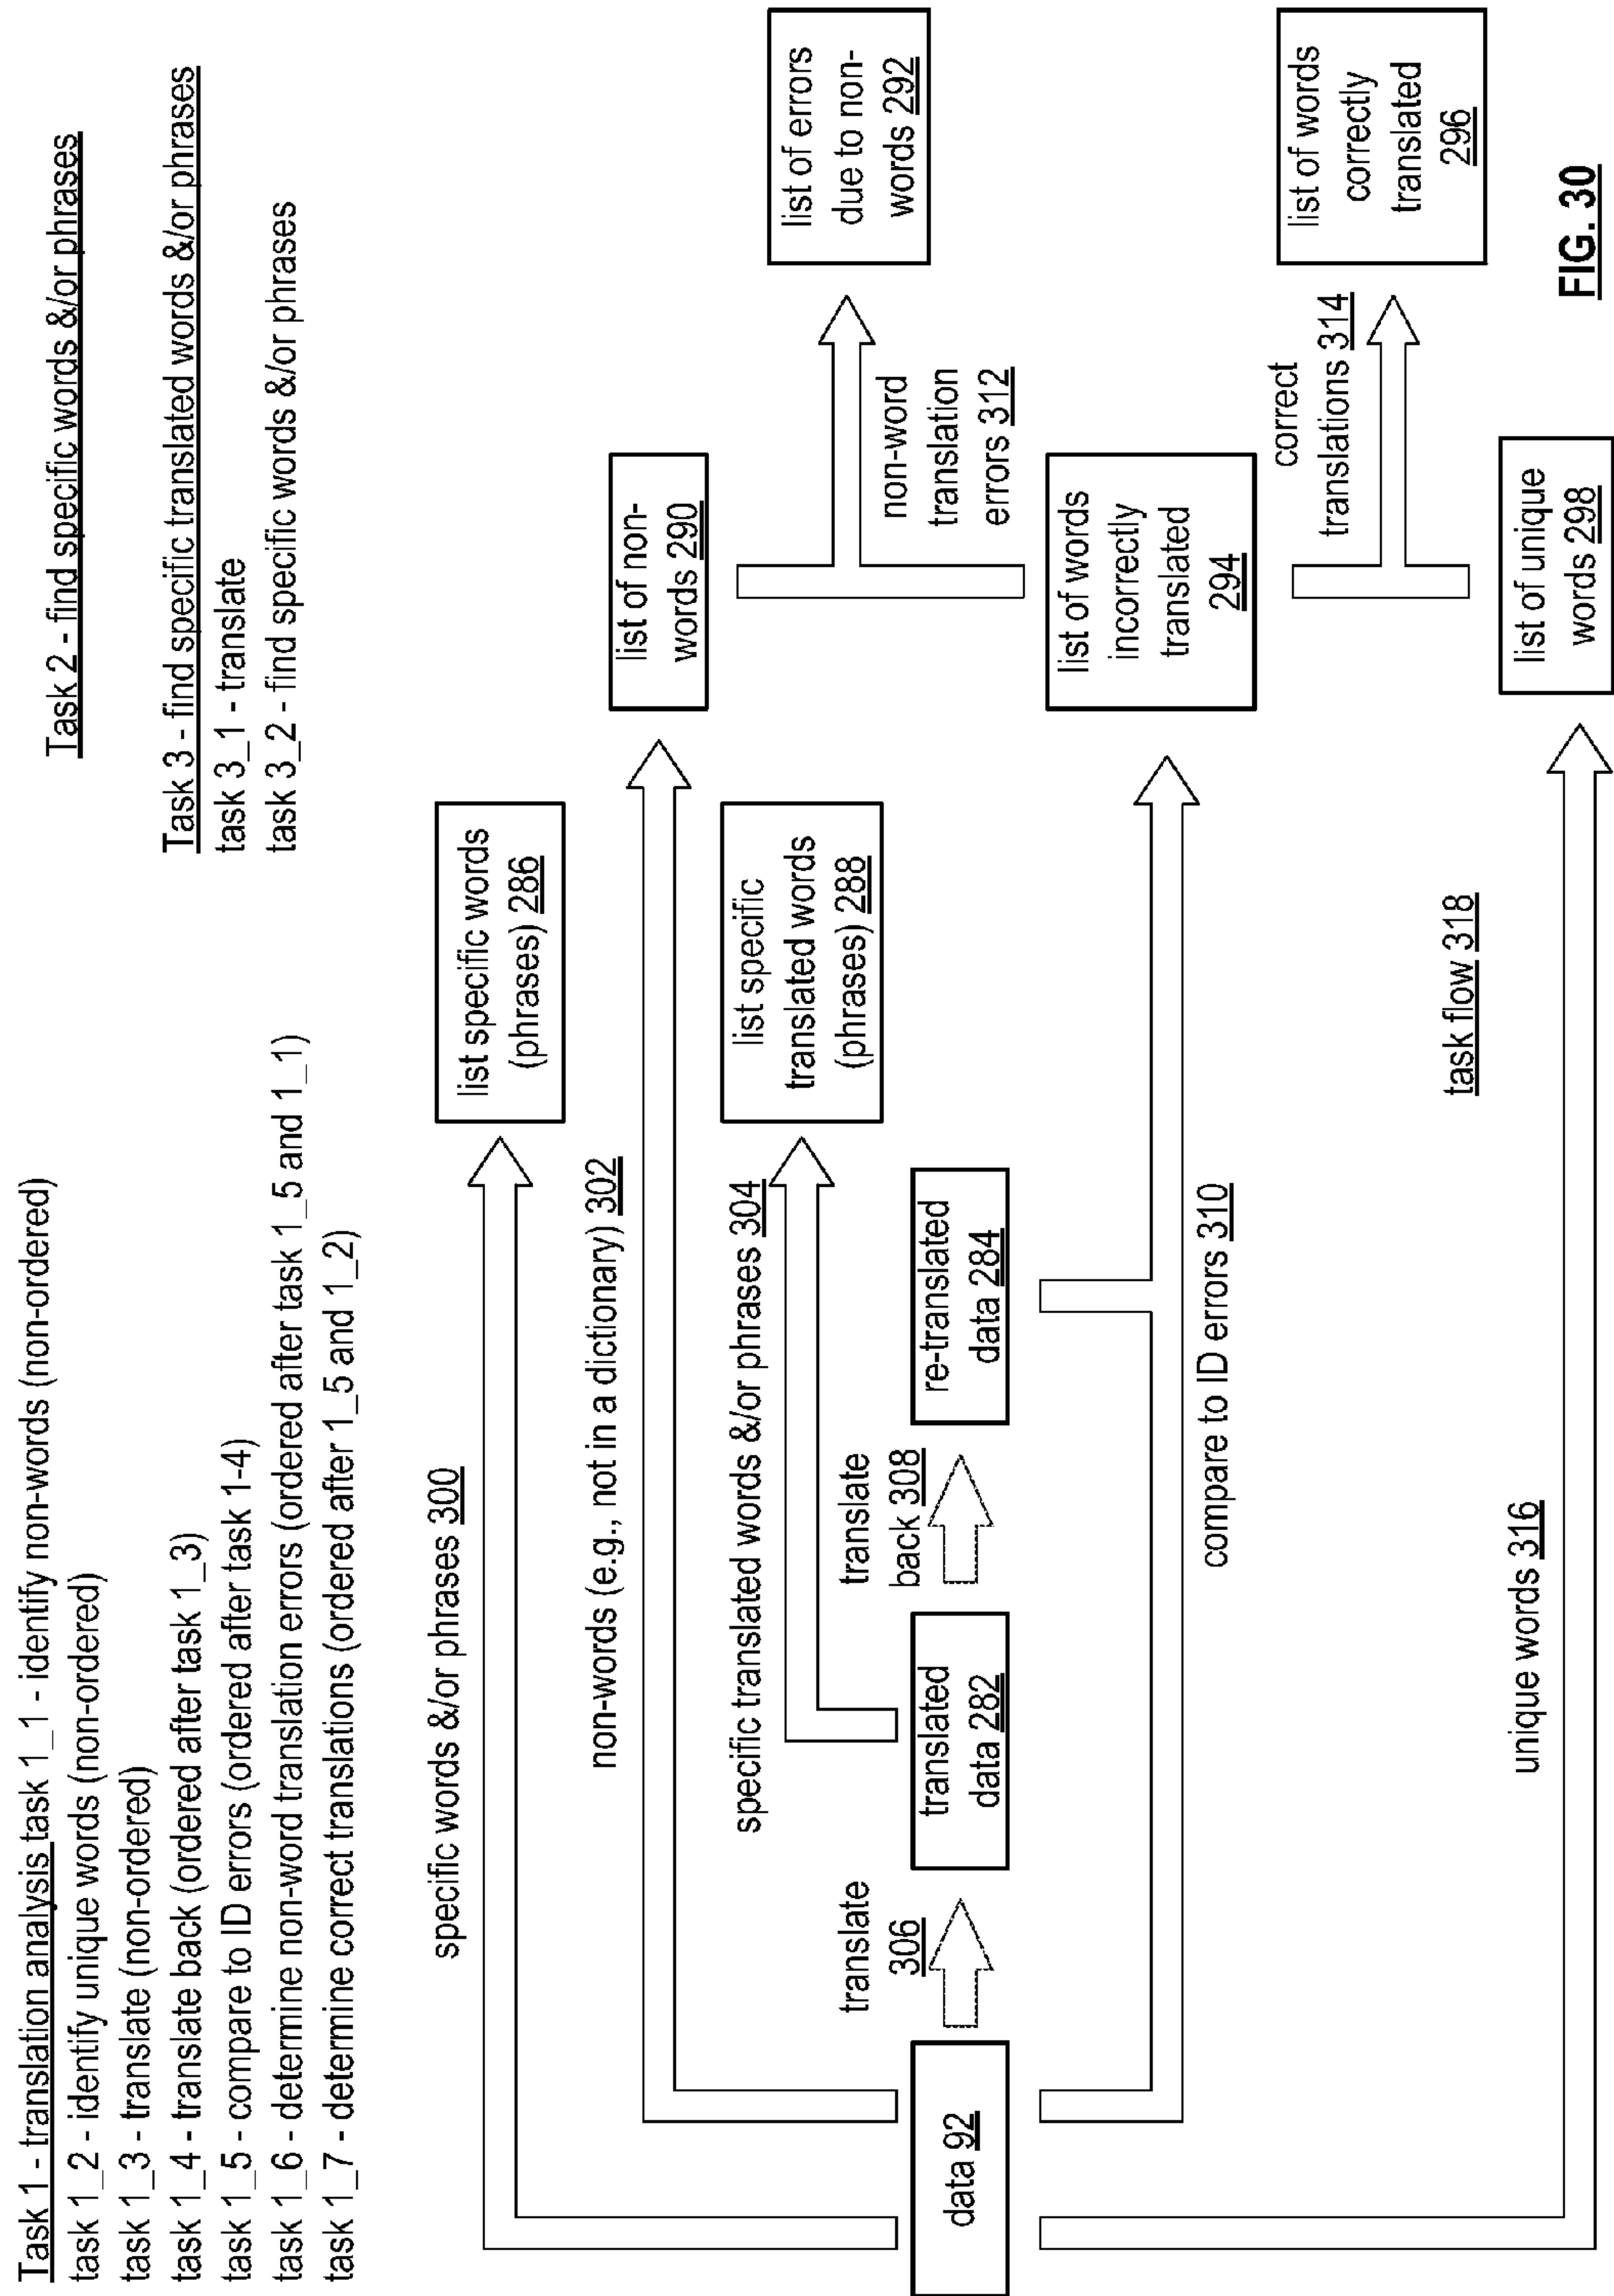 Task 1 - translation analysis task 1_1 - identify non-words (non-ordered)
task 1_2 - identify unique words (non-ordered)
task 1_3 - translate (non-ordered)
task 1_4 - translate back (ordered after task 1_3)
task 1_5 - compare to ID errors (ordered after task 1-4)
task 1_6 - determine non-word translation errors (ordered after task 1_5 and 1_1)
task 1_7 - determine correct translations (ordered after 1_5 and 1_2)
Task 2 - find specific words &/or phrases
Task 3 - find specific translated words &/or phrases
task 3_1 - translate
task 3_2 - find specific words &/or phrases
specific words &/or phrases 300
list specific words
(phrases) 286
non-words (e.g., not in a dictionary) 302
list of non-
words 290
specific translated words &/or phrases 304
list specific
translated words
(phrases) 288
data 92
translate
306
translated
data 282
translate
back 308
re-translated
data 284
compare to ID errors 310
list of words
incorrectly
translated
294
non-word
translation
errors 312
list of errors
due to non-
words 292
correct
translations 314
list of words
correctly
translated
296
unique words 316
list of unique
words 298
task flow 318
FIG. 30